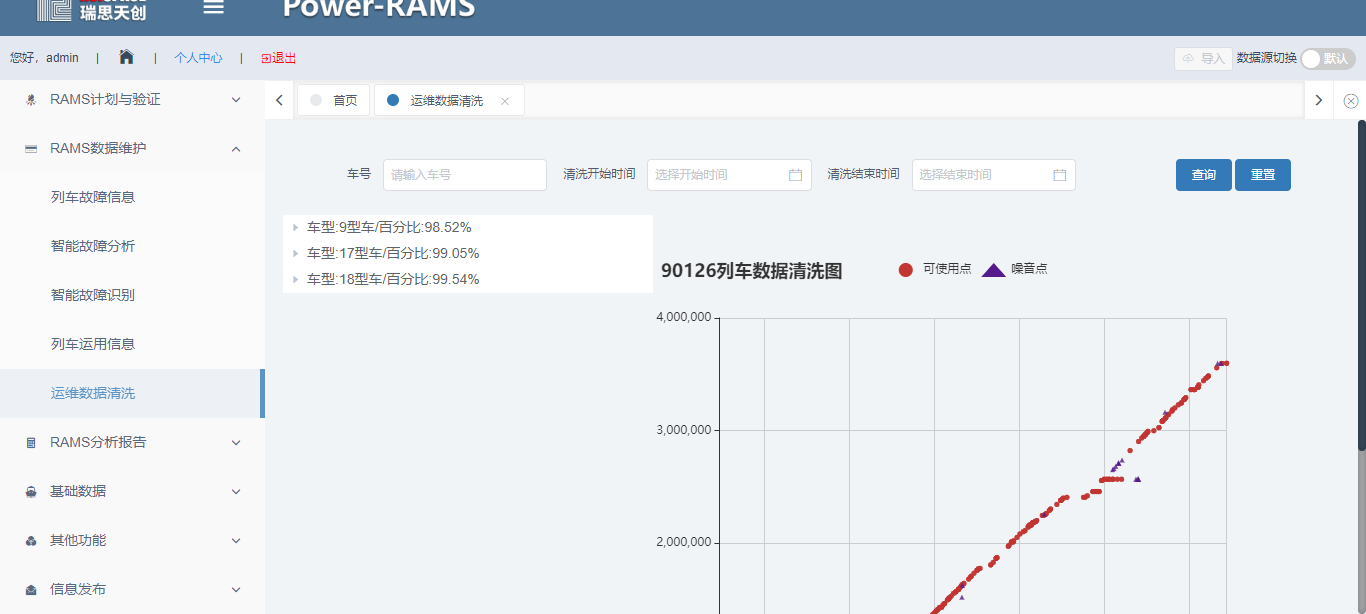 瑞思天创
Power-RAMS
您好，admin | | 个人中心 | 退出
导入 数据源切换 默认
RAMS计划与验证
RAMS数据维护
列车故障信息
智能故障分析
智能故障识别
列车运用信息
运维数据清洗
RAMS分析报告
基础数据
其他功能
信息发布
首页 运维数据清洗
车号 请输入车号 清洗开始时间 选择开始时间 清洗结束时间 选择结束时间 查询 重置
车型:9型车/百分比:98.52%
车型:17型车/百分比:99.05%
车型:18型车/百分比:99.54%
90126列车数据清洗图 可使用点 噪音点
4,000,000
3,000,000
2,000,000